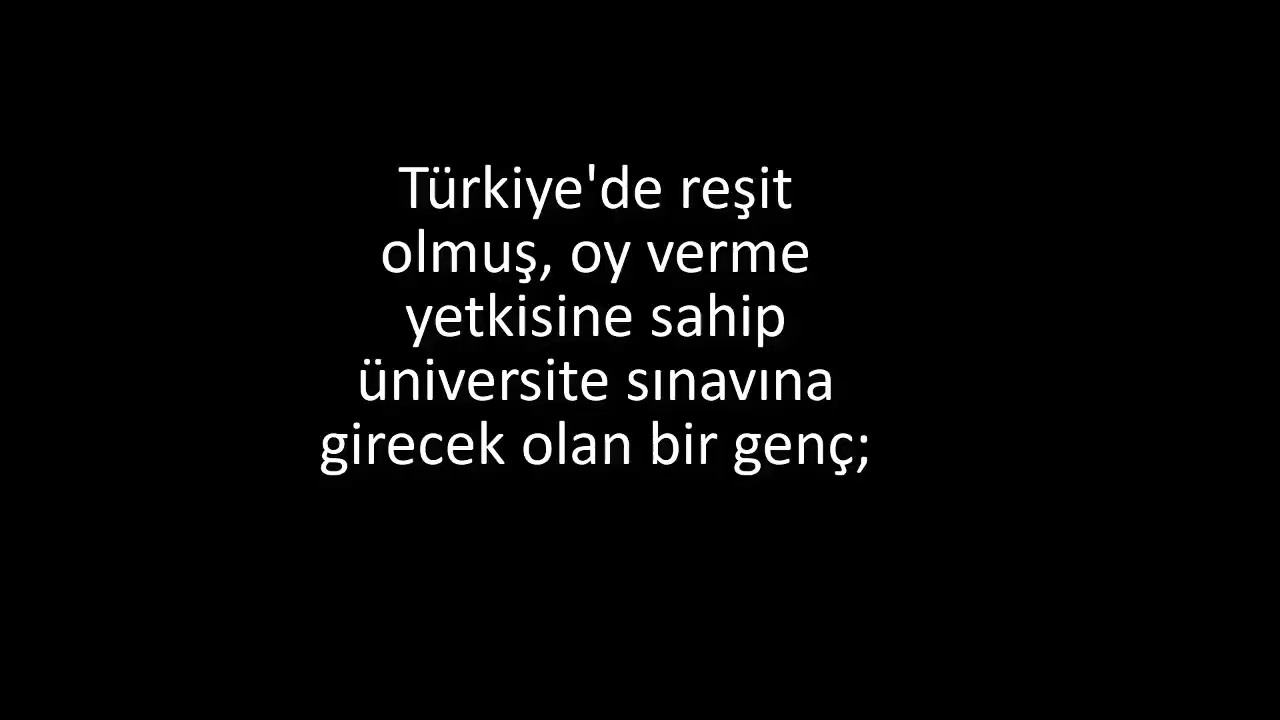 Türkiye'de reşit
olmuş, oy verme
yetkisine sahip
üniversite sınavına
girecek olan bir genç;